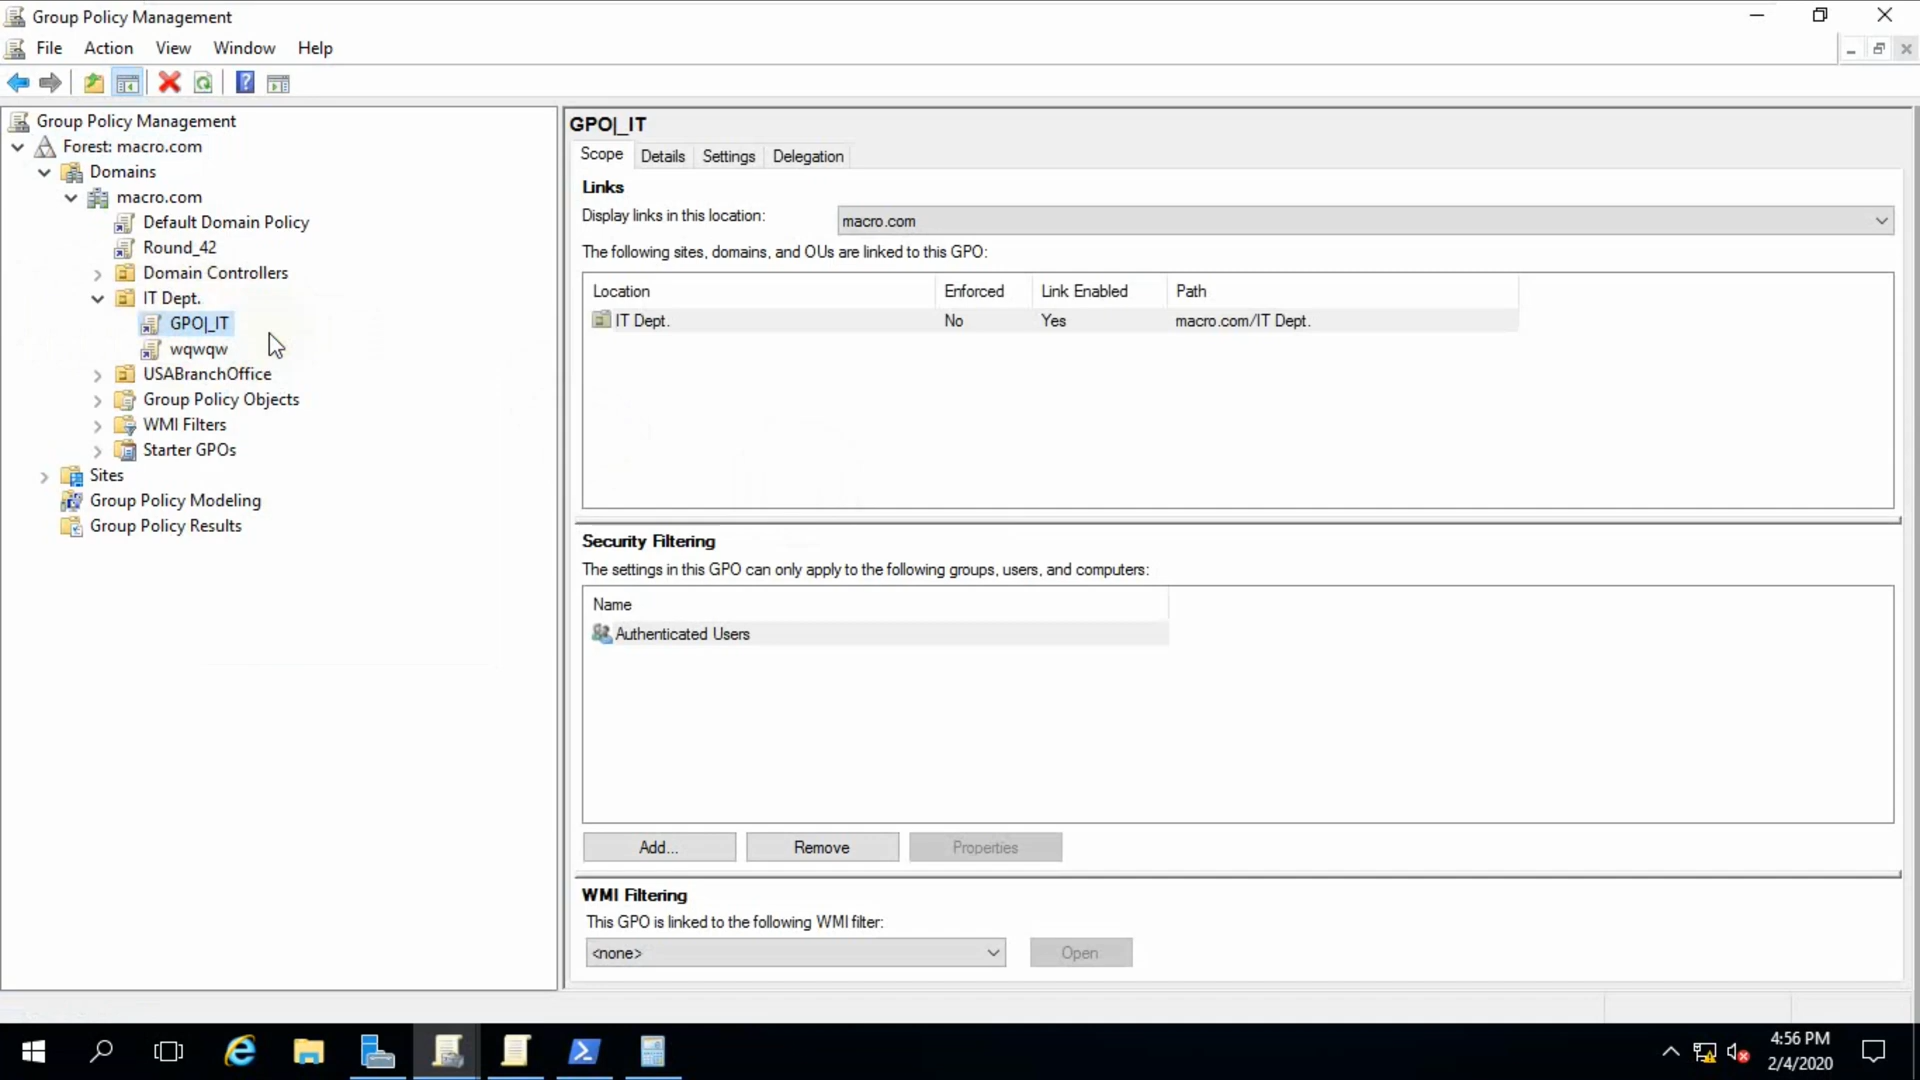 Group Policy Management
File Action View Window Help
Group Policy Management
Forest: macro.com
Domains
macro.com
Default Domain Policy
Round_42
Domain Controllers
IT Dept.
GPO|_IT
wqwqw
USABranchOffice
Group Policy Objects
WMI Filters
Starter GPOs
Sites
Group Policy Modeling
Group Policy Results
GPO|_IT
Scope Details Settings Delegation
Links
Display links in this location: macro.com
The following sites, domains, and OUs are linked to this GPO:
Location Enforced Link Enabled Path
IT Dept. No Yes macro.com/IT Dept.
Security Filtering
The settings in this GPO can only apply to the following groups, users, and computers:
Name
Authenticated Users
Add... Remove Properties
WMI Filtering
This GPO is linked to the following WMI filter:
<none> Open
4:56 PM
2/4/2020